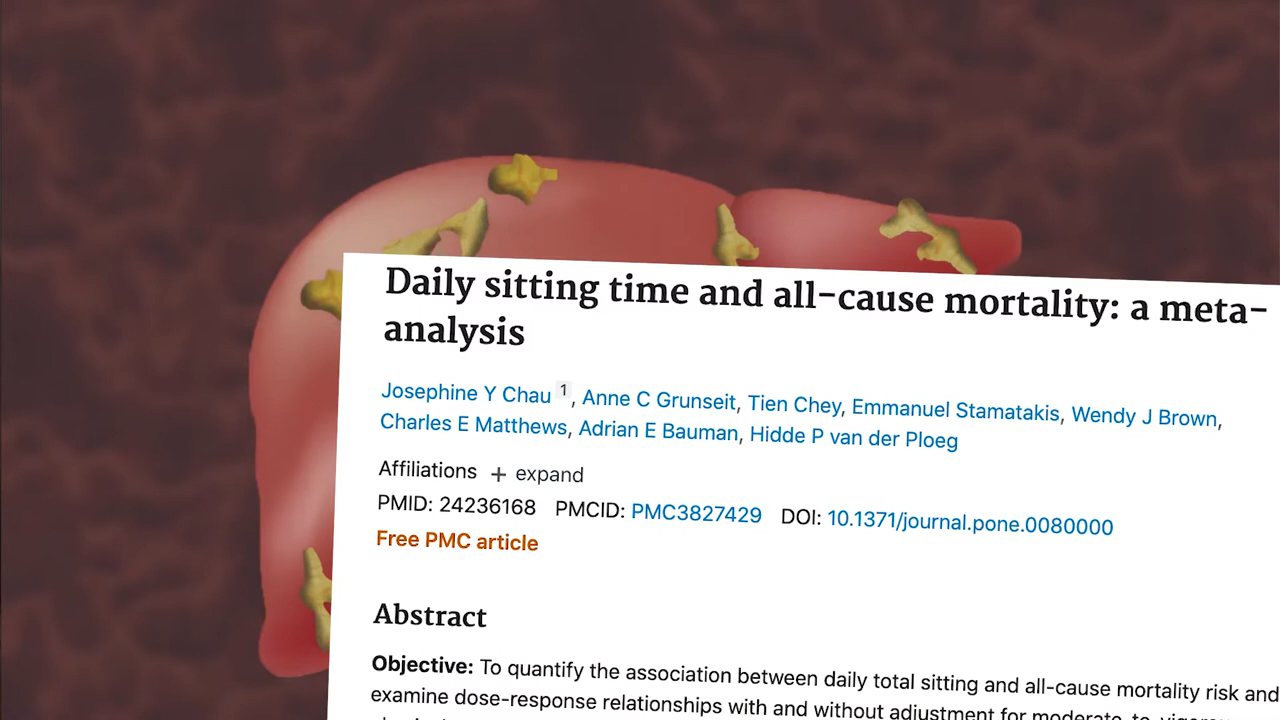 Daily sitting time and all-cause mortality: a meta-
analysis
Josephine Y Chau 1, Anne C Grunseit, Tien Chey, Emmanuel Stamatakis, Wendy J Brown,
Charles E Matthews, Adrian E Bauman, Hidde P van der Ploeg
Affiliations + expand
PMID: 24236168 PMCID: PMC3827429 DOI: 10.1371/journal.pone.0080000
Free PMC article
Abstract
Objective: To quantify the association between daily total sitting and all-cause mortality risk and
examine dose-response relationships with and without adjustment for moderate-to-vigorous